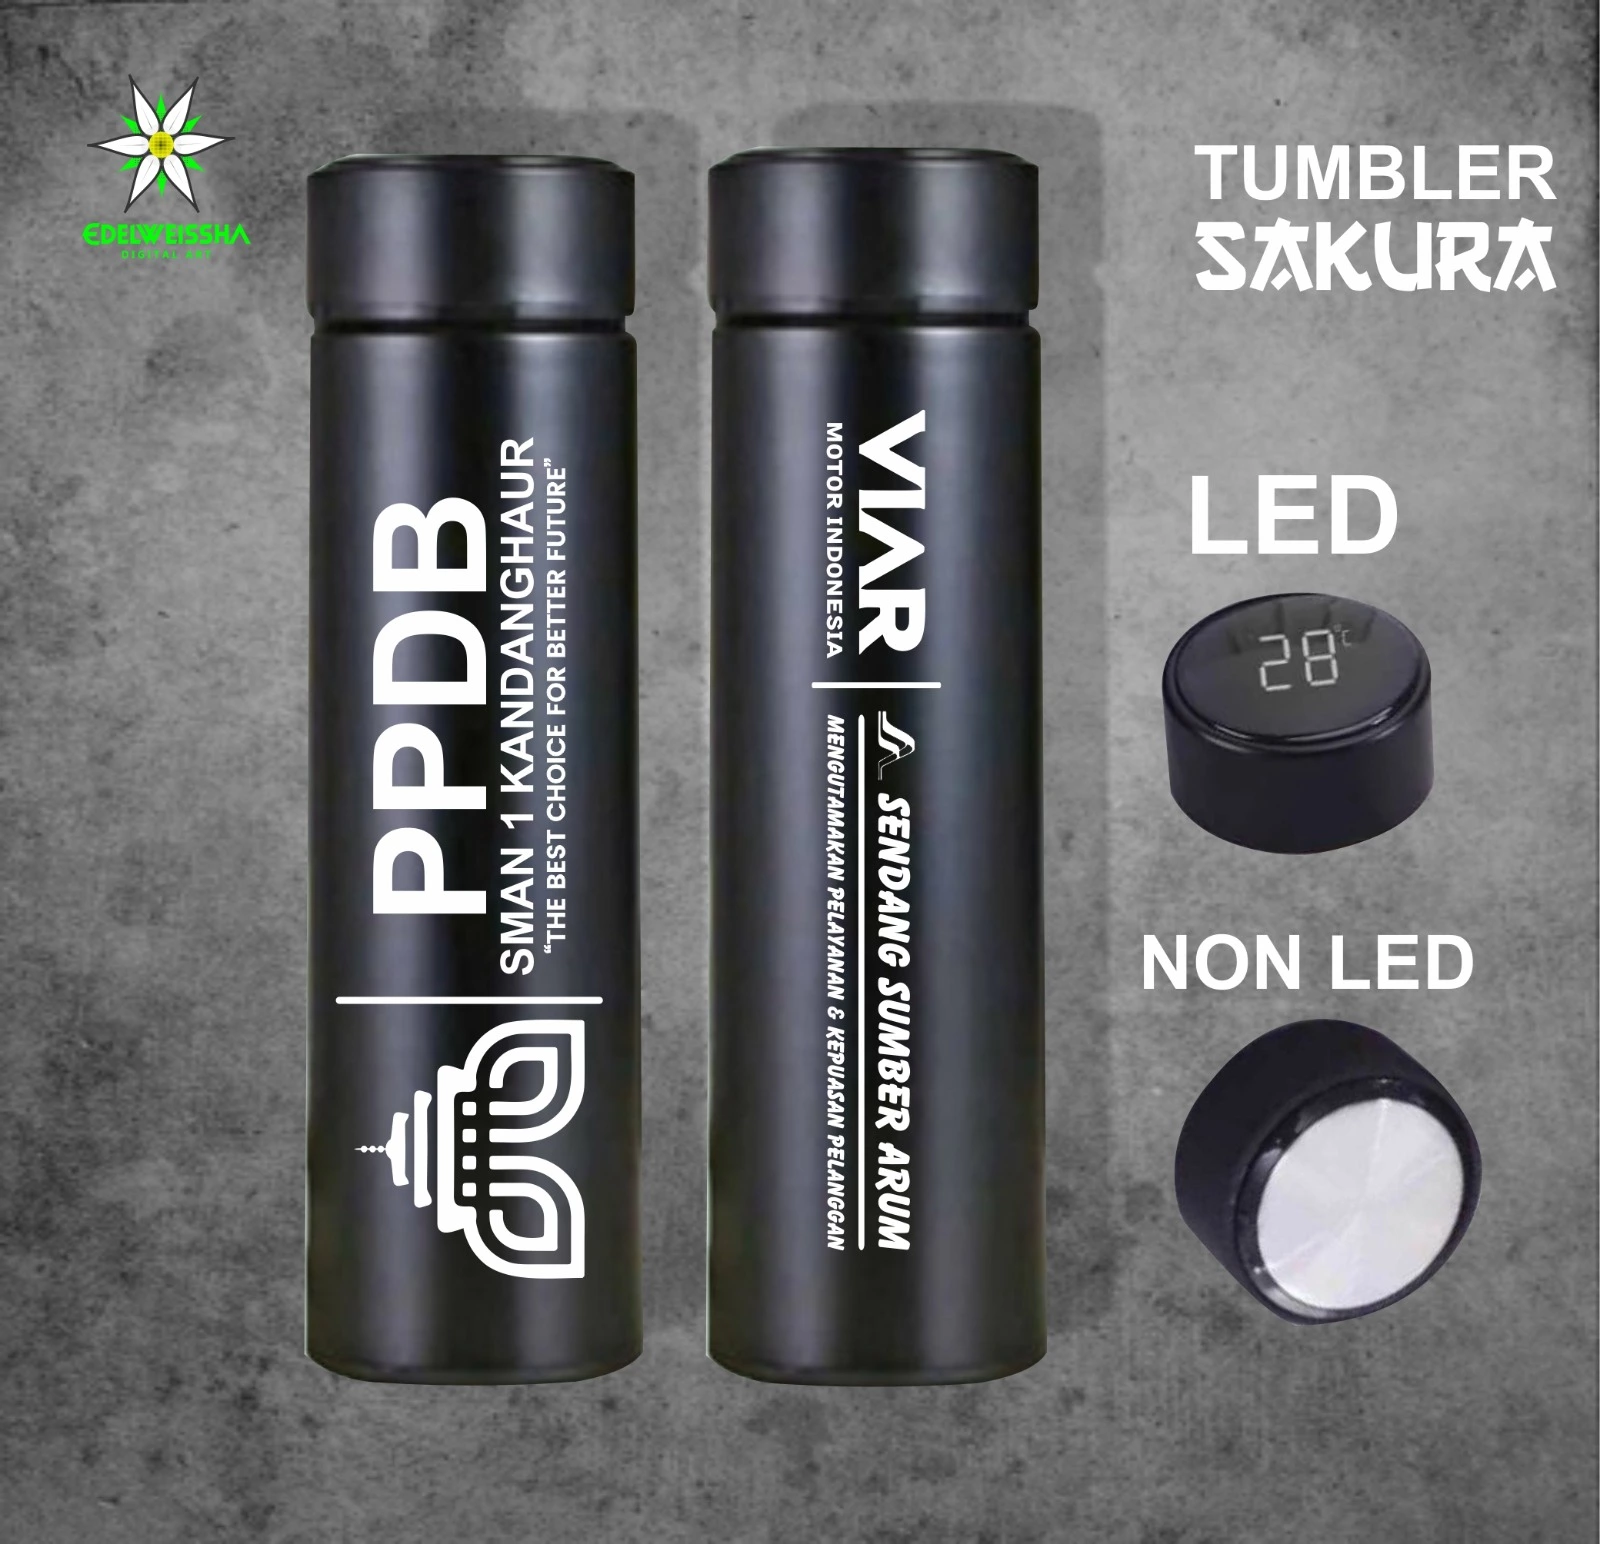 EDELWEISSHA
DIGITAL ART
PPDB
SMAN 1 KANDANGHAUR
“THE BEST CHOICE FOR BETTER FUTURE”
VIAR
MOTOR INDONESIA
SENDANG SUMBER ARUM
MENGUTAMAKAN PELAYANAN & KEPUASAN PELANGGAN
TUMBLER
SAKURA
LED
28°C
NON LED